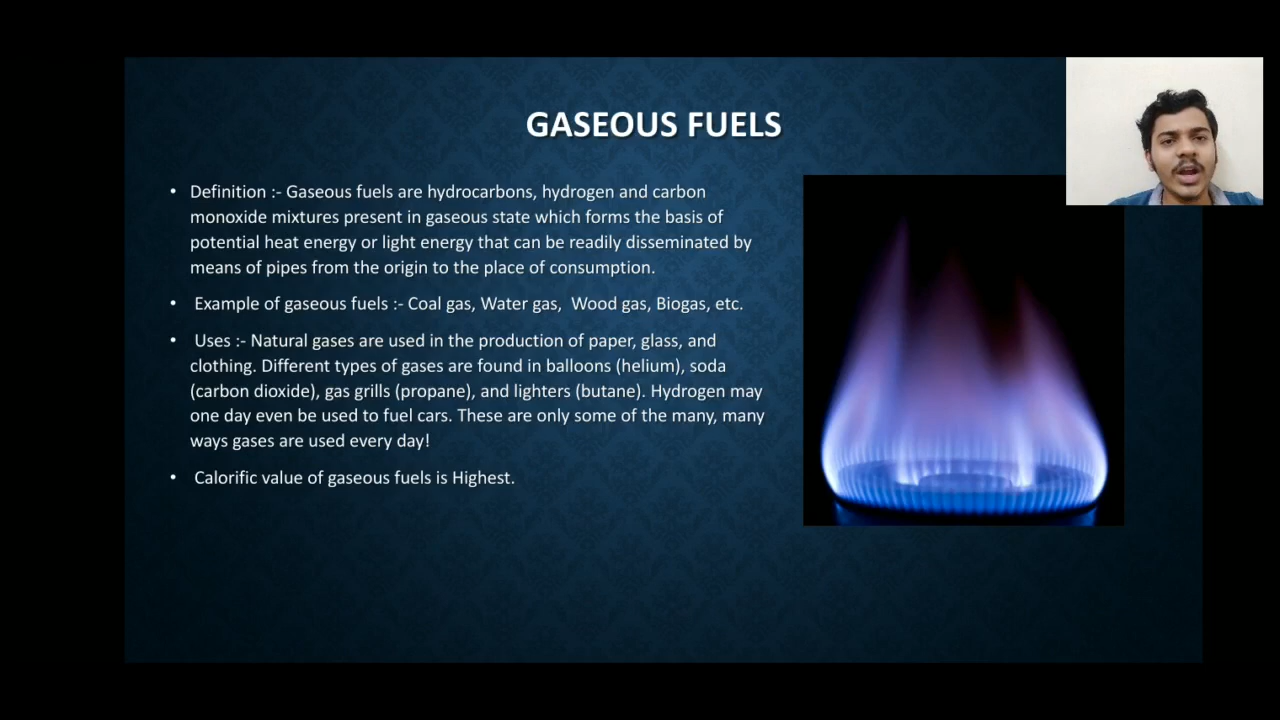 GASEOUS FUELS
• Definition :- Gaseous fuels are hydrocarbons, hydrogen and carbon
monoxide mixtures present in gaseous state which forms the basis of
potential heat energy or light energy that can be readily disseminated by
means of pipes from the origin to the place of consumption.
• Example of gaseous fuels :- Coal gas, Water gas, Wood gas, Biogas, etc.
• Uses :- Natural gases are used in the production of paper, glass, and
clothing. Different types of gases are found in balloons (helium), soda
(carbon dioxide), gas grills (propane), and lighters (butane). Hydrogen may
one day even be used to fuel cars. These are only some of the many, many
ways gases are used every day!
• Calorific value of gaseous fuels is Highest.